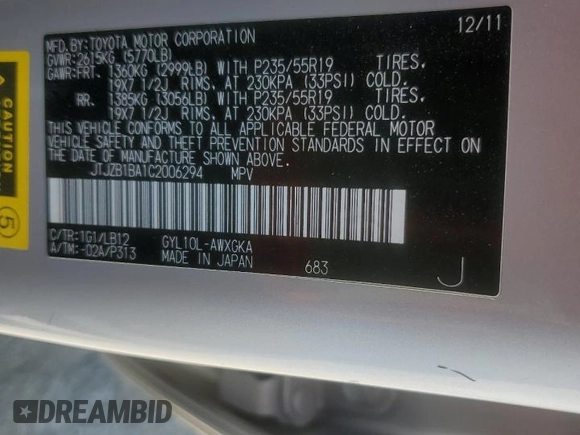 12/11
MFD. BY: TOYOTA MOTOR CORPORATION
GVWR: 2615KG (5770LB)
GAWR: FRT. 1360KG (2999LB) WITH P235/55R19 TIRES.
19X7 1/2J RIMS. AT 230KPA (33PSI) COLD.
RR. 1385KG (3056LB) WITH P235/55R19 TIRES.
19X7 1/2J RIMS. AT 230KPA (33PSI) COLD.
THIS VEHICLE CONFORMS TO ALL APPLICABLE FEDERAL MOTOR
VEHICLE SAFETY AND THEFT PREVENTION STANDARDS IN EFFECT ON
THE DATE OF MANUFACTURE SHOWN ABOVE.
JTJZB1BA1C2006294 MPV
C/TR: 1G1/LB12 GYL10L-AWXGKA
A/TM: -02A/P313 MADE IN JAPAN 683
J
CAUTION
5
DREAMBID